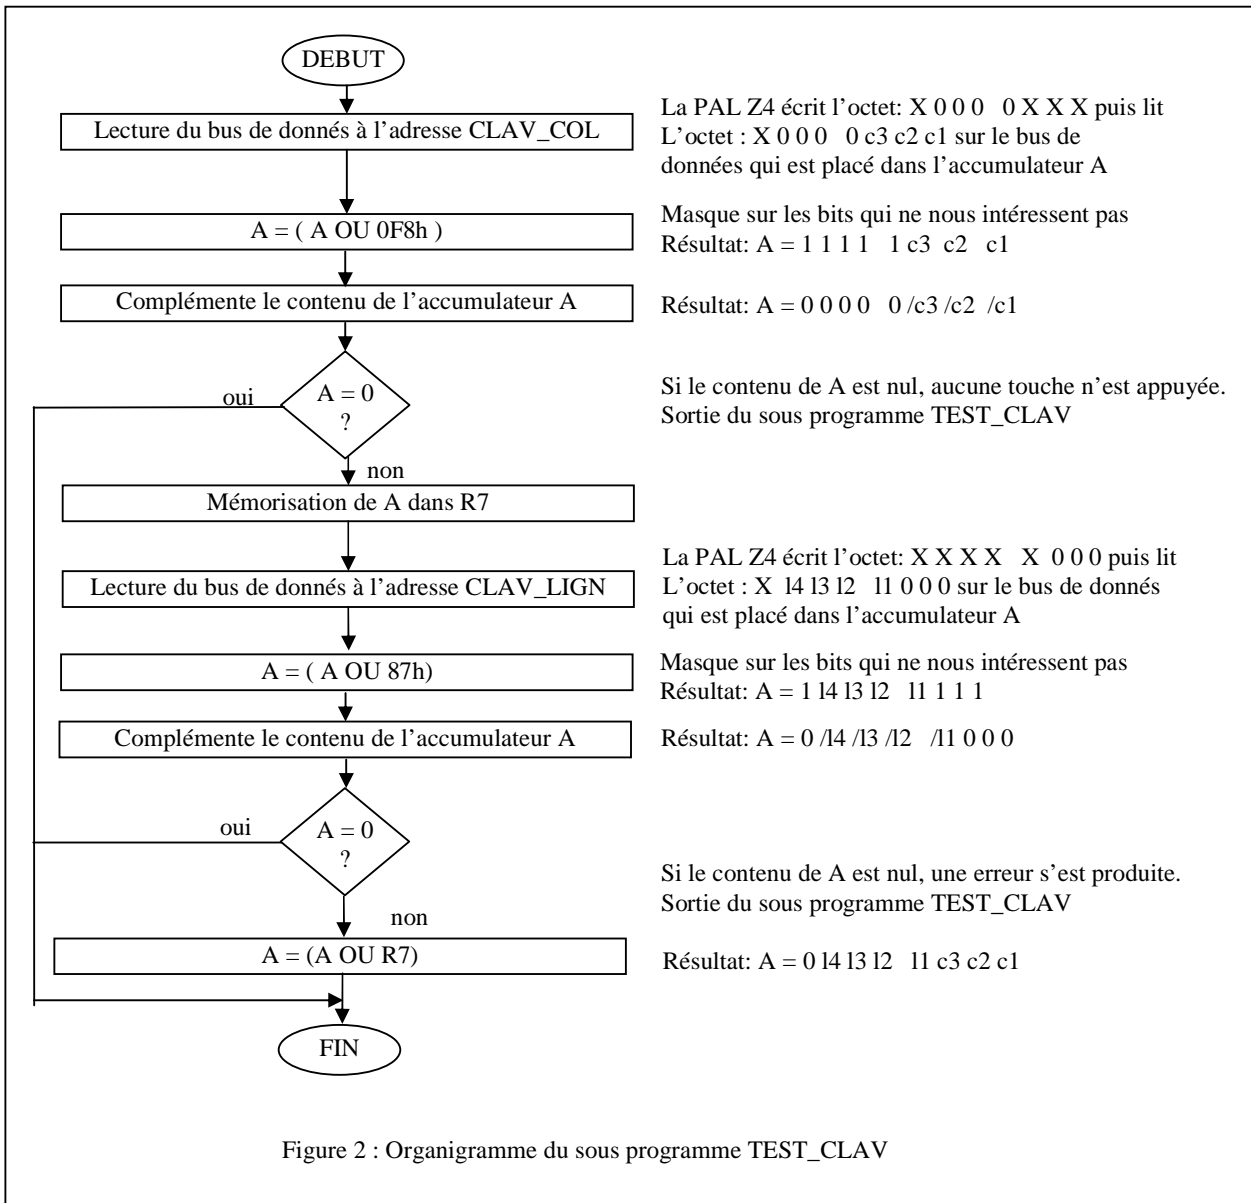 DEBUT
La PAL Z4 écrit l'octet: X 0 0 0 0 X X X puis lit
Lecture du bus de donnés à l'adresse CLAV_COL
L'octet : X 0 0 0 0 c3 c2 c1 sur le bus de
données qui est placé dans l'accumulateur A
Masque sur les bits qui ne nous intéressent pas
A = ( A OU 0F8h )
Résultat: A = 1 1 1 1 1 c3 c2 c1
Complémente le contenu de l'accumulateur A
Résultat: A = 0 0 0 0 0 /c3 /c2 /c1
oui
A = 0
?
Si le contenu de A est nul, aucune touche n'est appuyée.
Sortie du sous programme TEST_CLAV
non
Mémorisation de A dans R7
La PAL Z4 écrit l'octet: X X X X X 0 0 0 puis lit
Lecture du bus de donnés à l'adresse CLAV_LIGN
L'octet : X l4 l3 l2 l1 0 0 0 sur le bus de donnés
qui est placé dans l'accumulateur A
Masque sur les bits qui ne nous intéressent pas
A = ( A OU 87h)
Résultat: A = 1 l4 l3 l2 l1 1 1 1
Complémente le contenu de l'accumulateur A
Résultat: A = 0 /l4 /l3 /l2 /l1 0 0 0
oui
A = 0
?
Si le contenu de A est nul, une erreur s'est produite.
Sortie du sous programme TEST_CLAV
non
A = (A OU R7)
Résultat: A = 0 l4 l3 l2 l1 c3 c2 c1
FIN
Figure 2 : Organigramme du sous programme TEST_CLAV